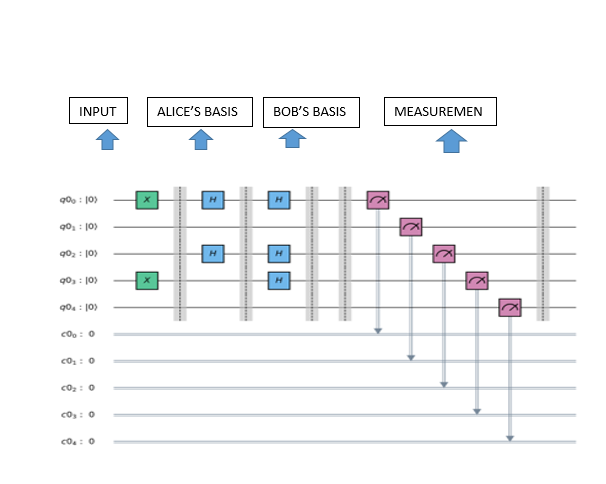 INPUT
ALICE'S BASIS
BOB'S BASIS
MEASUREMEN
q0₀ : |0⟩ X H H
q0₁ : |0⟩
q0₂ : |0⟩ H H
q0₃ : |0⟩ X H
q0₄ : |0⟩
c0₀ : 0
c0₁ : 0
c0₂ : 0
c0₃ : 0
c0₄ : 0